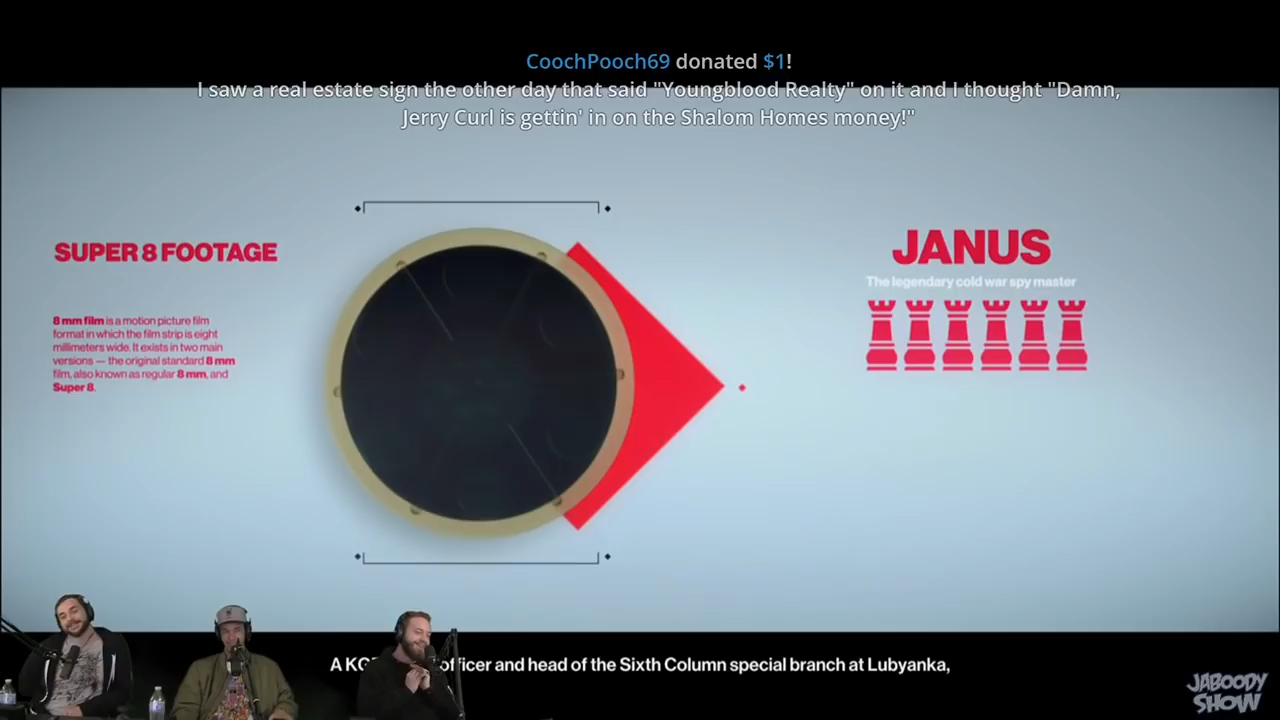 CoochPooch69 donated $1!
I saw a real estate sign the other day that said "Youngblood Realty" on it and I thought "Damn,
Jerry Curl is gettin' in on the Shalom Homes money!"
SUPER 8 FOOTAGE
8 mm film is a motion picture film
format in which the film strip is eight
millimeters wide. It exists in two main
versions — the original standard 8 mm
film, also known as regular 8 mm, and
Super 8.
JANUS
The legendary cold war spy master
A officer and head of the Sixth Column special branch at Lubyanka,
JABOODY
SHOW